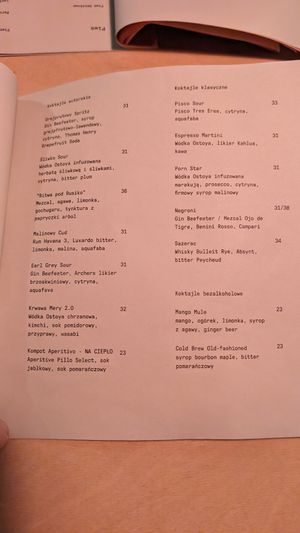 Piwa
Koktajle autorskie
Grejpfrutowy Spritz 31
Gin Beefeater, syrop
grejpfrutowo-lawendowy,
cytryna, Thomas Henry
Grapefruit Soda
Śliwka Sour 31
Wódka Ostoya infuzowana
herbatą śliwkową i śliwkami,
cytryna, bitter plum
"Bitwa pod Rusiko" 36
Mezcal, agawa, limonka,
gochugaru, tynktura z
papryczki arbol
Malinowy Cud 31
Rum Havana 3, Luxardo bitter,
limonka, malina, aquafaba
Earl Grey Sour 31
Gin Beefeater, Archers likier
brzoskwiniowy, cytryna,
aquafava
Krwawa Mery 2.0 32
Wódka Ostoya chrzanowa,
kimchi, sok pomidorowy,
przyprawy, wasabi
Kompot Aperitivo - NA CIEPŁO 23
Aperitive Pillo Select, sok
jabłkowy, sok pomarańczowy
Koktajle klasyczne
Pisco Sour 33
Pisco Tres Eres, cytryna,
aquafaba
Espresso Martini 31
Wódka Ostoya, likier Kahlua,
kawa
Porn Star 31
Wódka Ostoya infuzowana
marakują, prosecco, cytryna,
firmowy syrop malinowy
Negroni 31/38
Gin Beefeater / Mezcal Ojo de
Tigre, Benini Rosso, Campari
Sazerac 34
Whisky Bulleit Rye, Absynt,
bitter Peycheud
Koktajle bezalkoholowe
Mango Mule 23
mango, ogórek, limonka, syrop
z agawy, ginger beer
Cold Brew Old-fashioned 23
syrop bourbon maple, bitter
pomarańczowy